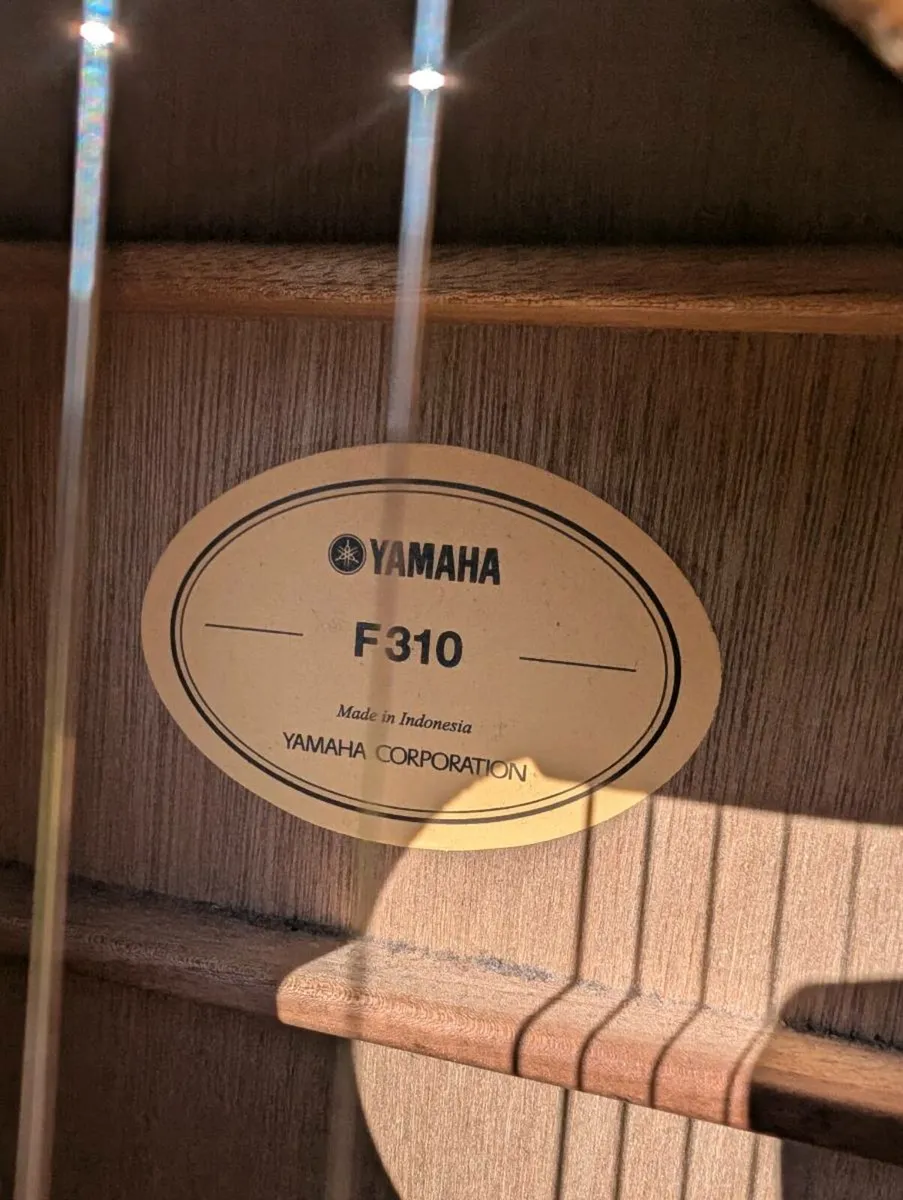 YAMAHA
F310
Made in Indonesia
YAMAHA CORPORATION